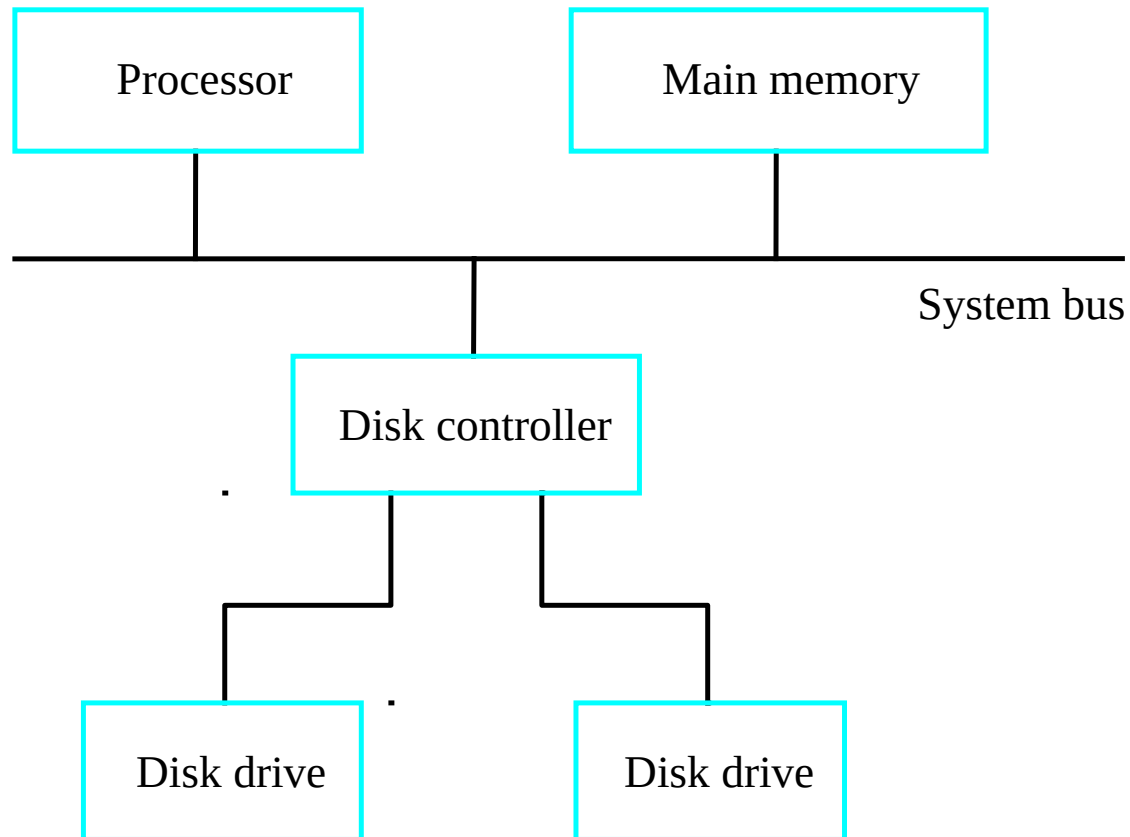 Processor
Main memory
System bus
Disk controller
Disk drive
Disk drive